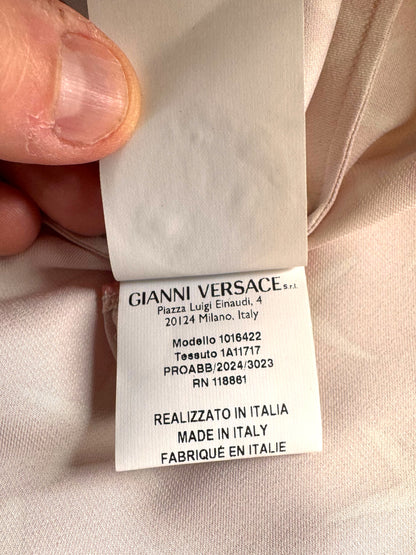 GIANNI VERSACE S.r.l.
Piazza Luigi Einaudi, 4
20124 Milano, Italy
Modello 1016422
Tessuto 1A11717
PROABB/2024/3023
RN 118861
REALIZZATO IN ITALIA
MADE IN ITALY
FABRIQUÉ EN ITALIE